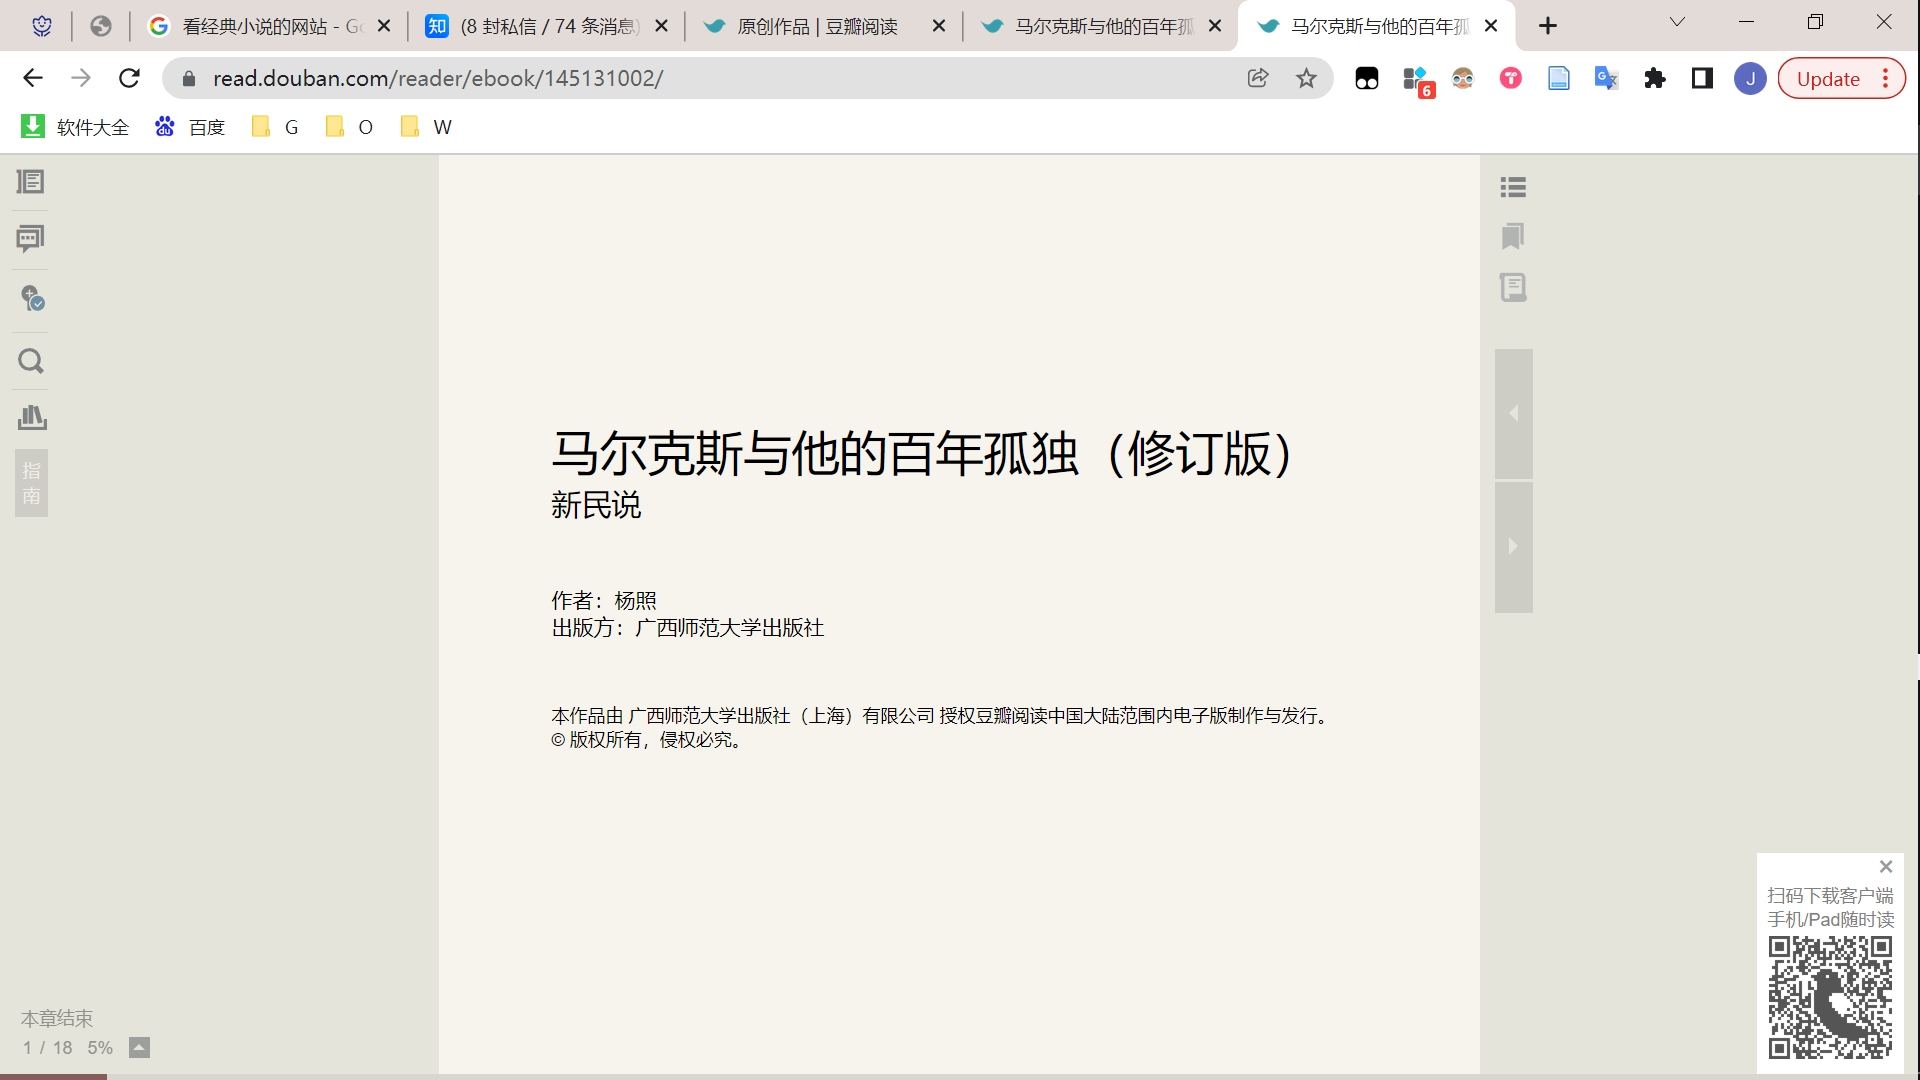 看经典小说的网站 - Go
知
(8 封私信 / 74 条消息)
原创作品 | 豆瓣阅读
马尔克斯与他的百年孤
马尔克斯与他的百年孤
read.douban.com/reader/ebook/145131002/
6
J
Update
软件大全
du
百度
G
O
W
指
南
马尔克斯与他的百年孤独（修订版）
新民说
作者：杨照
出版方：广西师范大学出版社
本作品由 广西师范大学出版社（上海）有限公司 授权豆瓣阅读中国大陆范围内电子版制作与发行。
© 版权所有，侵权必究。
扫码下载客户端
手机/Pad随时读
本章结束
1 / 18 5%